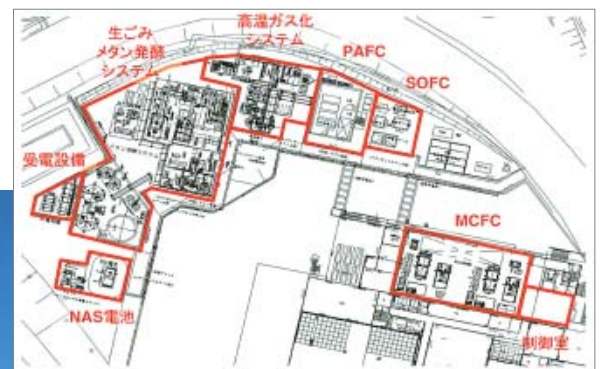 生ごみ
メタン発酵
システム
高温ガス化
システム
PAFC
SOFC
受電設備
MCFC
NAS電池
制御室